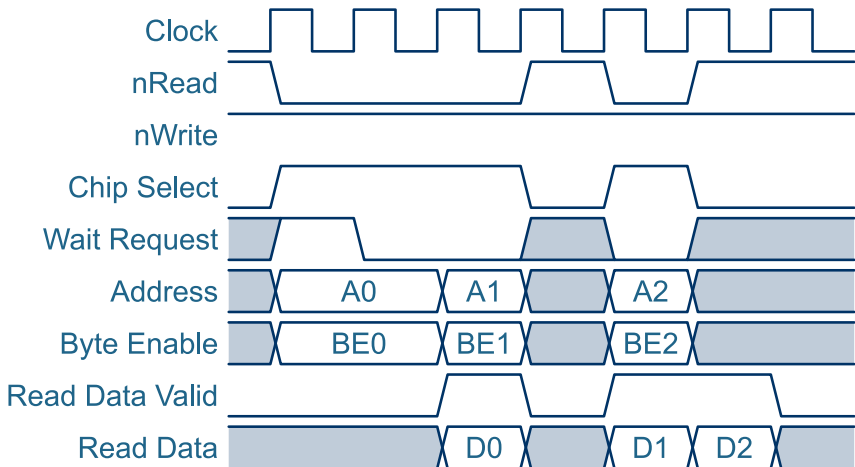 Clock
nRead
nWrite
Chip Select
Wait Request
Address A0 A1 A2
Byte Enable BE0 BE1 BE2
Read Data Valid
Read Data D0 D1 D2